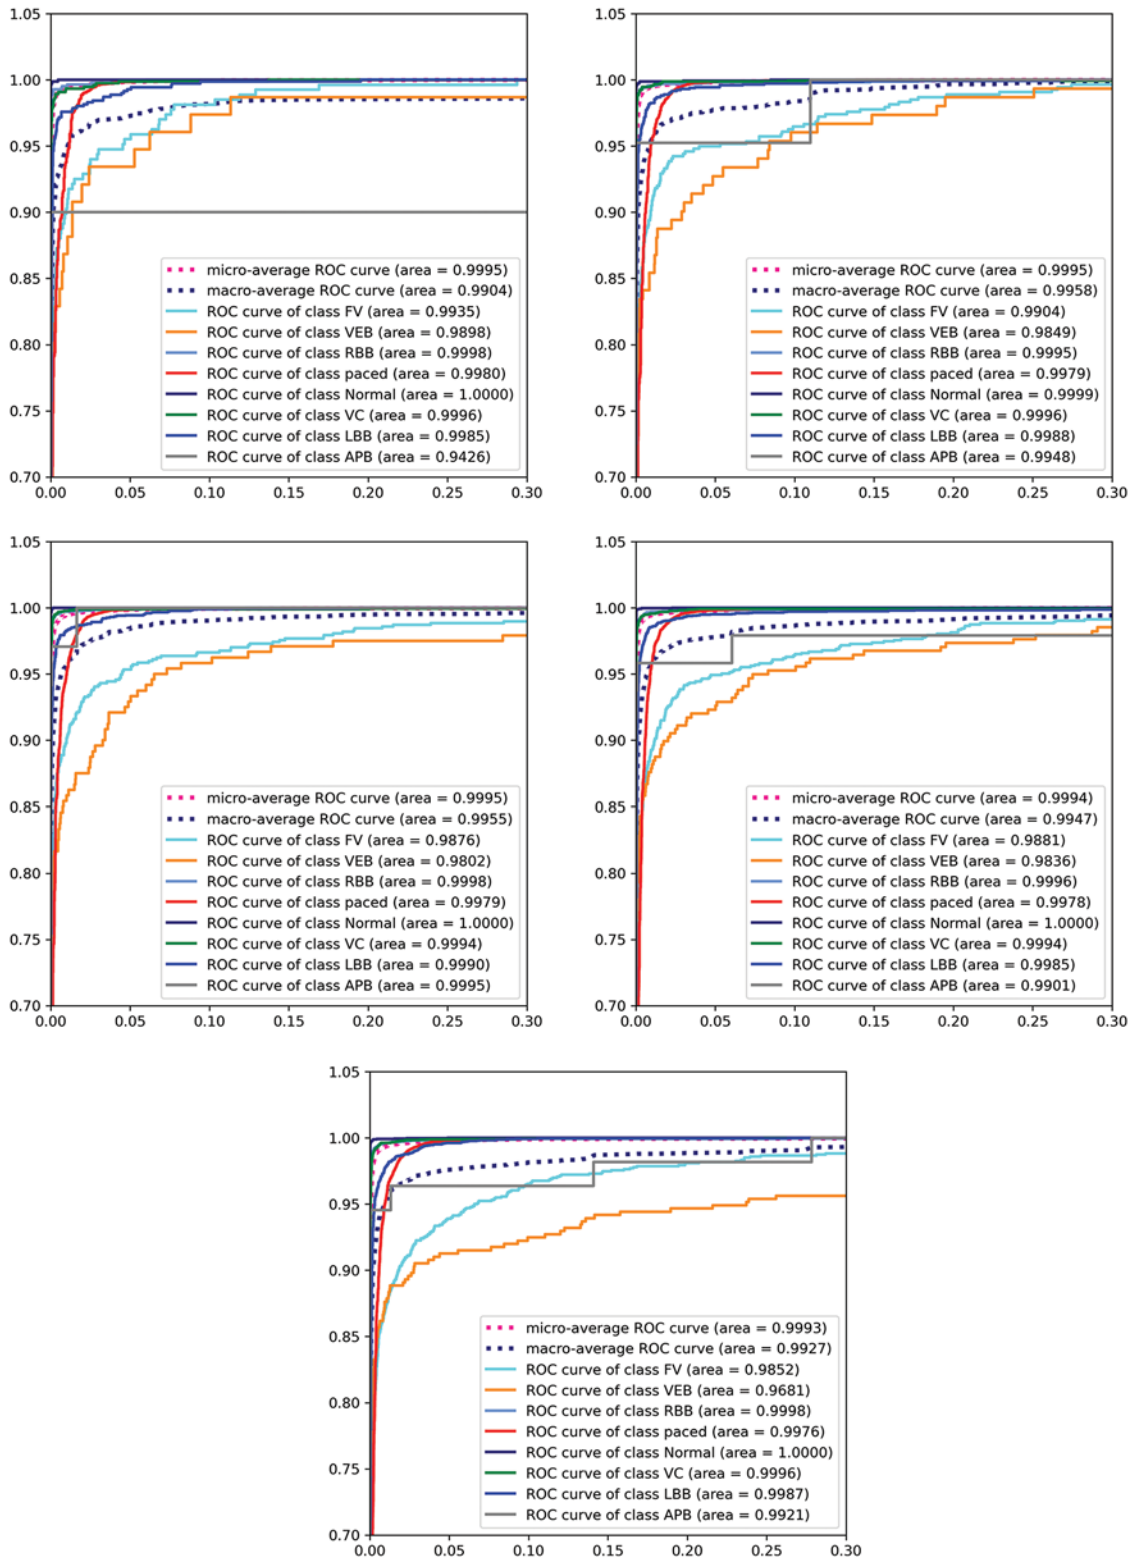 1.05
1.00
0.95
0.90
0.85
0.80
0.75
0.70
micro-average ROC curve (area = 0.9995)
macro-average ROC curve (area = 0.9904)
ROC curve of class FV (area = 0.9935)
ROC curve of class VEB (area = 0.9898)
ROC curve of class RBB (area = 0.9998)
ROC curve of class paced (area = 0.9980)
ROC curve of class Normal (area = 1.0000)
ROC curve of class VC (area = 0.9996)
ROC curve of class LBB (area = 0.9985)
ROC curve of class APB (area = 0.9426)
0.00 0.05 0.10 0.15 0.20 0.25 0.30
1.05
1.00
0.95
0.90
0.85
0.80
0.75
0.70
micro-average ROC curve (area = 0.9995)
macro-average ROC curve (area = 0.9958)
ROC curve of class FV (area = 0.9904)
ROC curve of class VEB (area = 0.9849)
ROC curve of class RBB (area = 0.9995)
ROC curve of class paced (area = 0.9979)
ROC curve of class Normal (area = 0.9999)
ROC curve of class VC (area = 0.9996)
ROC curve of class LBB (area = 0.9988)
ROC curve of class APB (area = 0.9948)
0.00 0.05 0.10 0.15 0.20 0.25 0.30
1.05
1.00
0.95
0.90
0.85
0.80
0.75
0.70
micro-average ROC curve (area = 0.9995)
macro-average ROC curve (area = 0.9955)
ROC curve of class FV (area = 0.9876)
ROC curve of class VEB (area = 0.9802)
ROC curve of class RBB (area = 0.9998)
ROC curve of class paced (area = 0.9979)
ROC curve of class Normal (area = 1.0000)
ROC curve of class VC (area = 0.9994)
ROC curve of class LBB (area = 0.9990)
ROC curve of class APB (area = 0.9995)
0.00 0.05 0.10 0.15 0.20 0.25 0.30
1.05
1.00
0.95
0.90
0.85
0.80
0.75
0.70
micro-average ROC curve (area = 0.9994)
macro-average ROC curve (area = 0.9947)
ROC curve of class FV (area = 0.9881)
ROC curve of class VEB (area = 0.9836)
ROC curve of class RBB (area = 0.9996)
ROC curve of class paced (area = 0.9978)
ROC curve of class Normal (area = 1.0000)
ROC curve of class VC (area = 0.9994)
ROC curve of class LBB (area = 0.9985)
ROC curve of class APB (area = 0.9901)
0.00 0.05 0.10 0.15 0.20 0.25 0.30
1.05
1.00
0.95
0.90
0.85
0.80
0.75
0.70
micro-average ROC curve (area = 0.9993)
macro-average ROC curve (area = 0.9927)
ROC curve of class FV (area = 0.9852)
ROC curve of class VEB (area = 0.9681)
ROC curve of class RBB (area = 0.9998)
ROC curve of class paced (area = 0.9976)
ROC curve of class Normal (area = 1.0000)
ROC curve of class VC (area = 0.9996)
ROC curve of class LBB (area = 0.9987)
ROC curve of class APB (area = 0.9921)
0.00 0.05 0.10 0.15 0.20 0.25 0.30